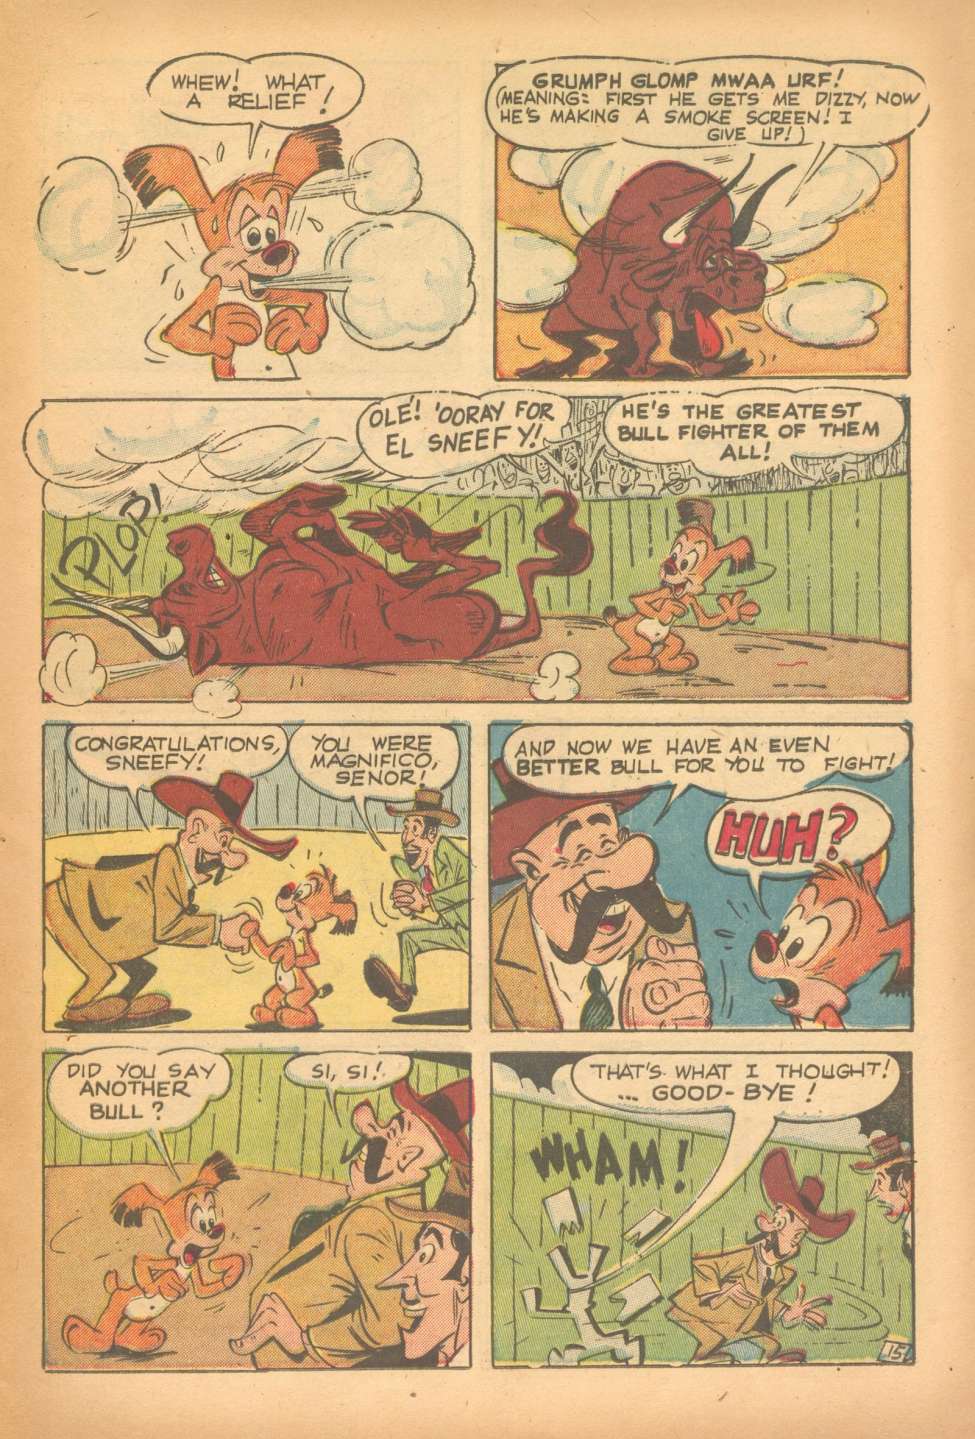 WHEW! WHAT
A RELIEF!
GRUMPH GLOMP MWAA URF!
(MEANING: FIRST HE GETS ME DIZZY, NOW
HE'S MAKING A SMOKE SCREEN! I
GIVE UP!)
PLOP!
OLÉ! 'OORAY FOR
EL SNEEFY!
HE'S THE GREATEST
BULL FIGHTER OF THEM
ALL!
CONGRATULATIONS,
SNEEFY!
YOU WERE
MAGNIFICO,
SENOR!
AND NOW WE HAVE AN EVEN
BETTER BULL FOR YOU TO FIGHT!
HUH?
DID YOU SAY
ANOTHER
BULL?
SI, SI!
THAT'S WHAT I THOUGHT!
... GOOD-BYE!
WHAM!
15